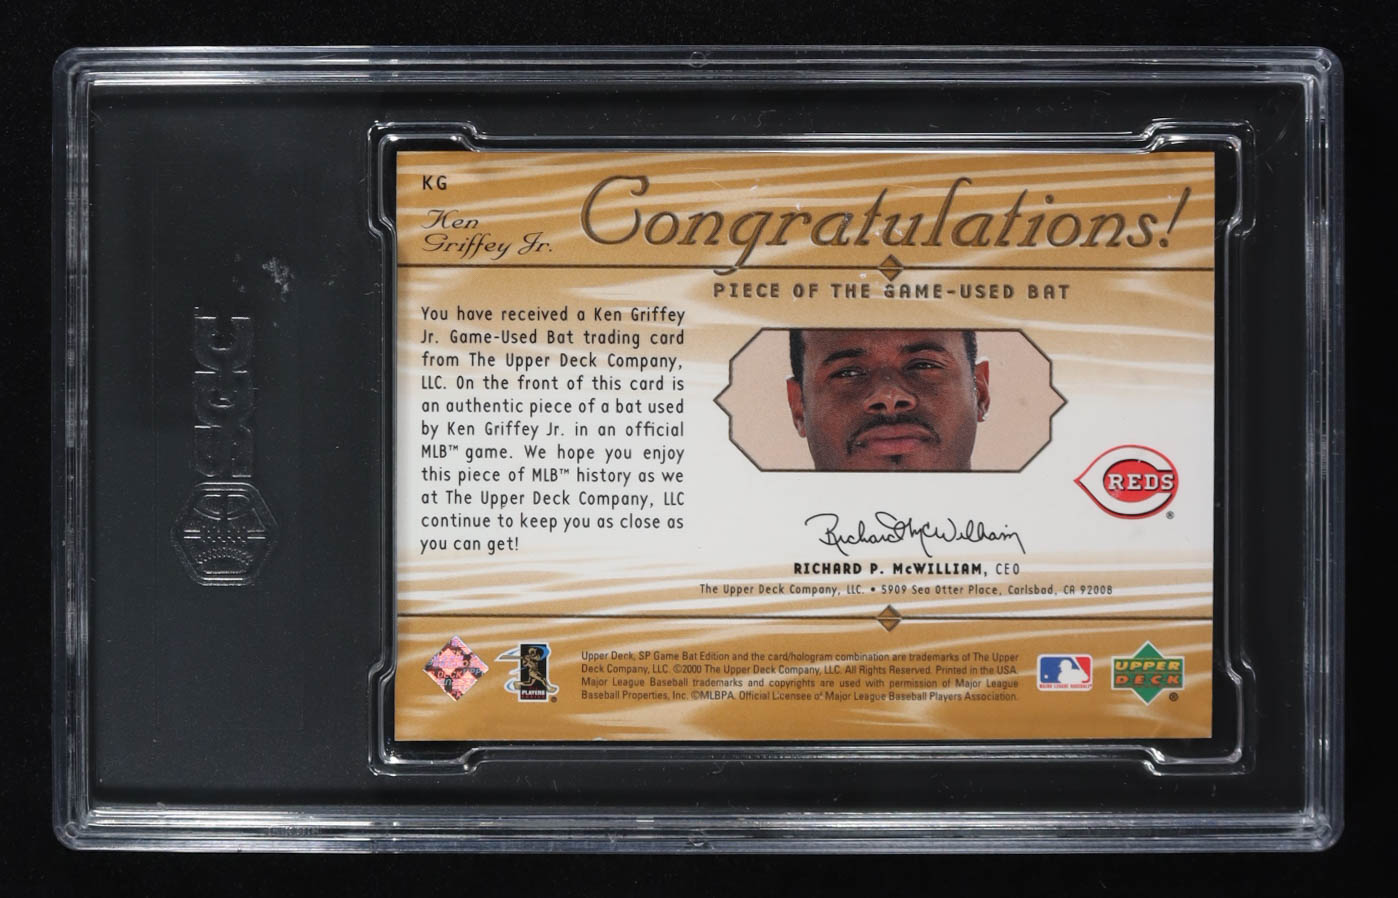 KG
Ken
Griffey Jr.
Congratulations!
PIECE OF THE GAME-USED BAT
You have received a Ken Griffey
Jr. Game-Used Bat trading card
from The Upper Deck Company,
LLC. On the front of this card is
an authentic piece of a bat used
by Ken Griffey Jr. in an official
MLB™ game. We hope you enjoy
this piece of MLB™ history as we
at The Upper Deck Company, LLC
continue to keep you as close as
you can get!
REDS
®
Richard P. McWilliam
RICHARD P. McWILLIAM, CEO
The Upper Deck Company, LLC. • 5909 Sea Otter Place, Carlsbad, CA 92008
Upper Deck, SP Game Bat Edition and the card/hologram combination are trademarks of The Upper
Deck Company, LLC. ©2000 The Upper Deck Company, LLC. All Rights Reserved. Printed in the USA.
Major League Baseball trademarks and copyrights are used with permission of Major League
Baseball Properties, Inc. ©MLBPA. Official Licensee of Major League Baseball Players Association.
PLAYERS
®
MAJOR LEAGUE BASEBALL
UPPER
DECK
®
SGC